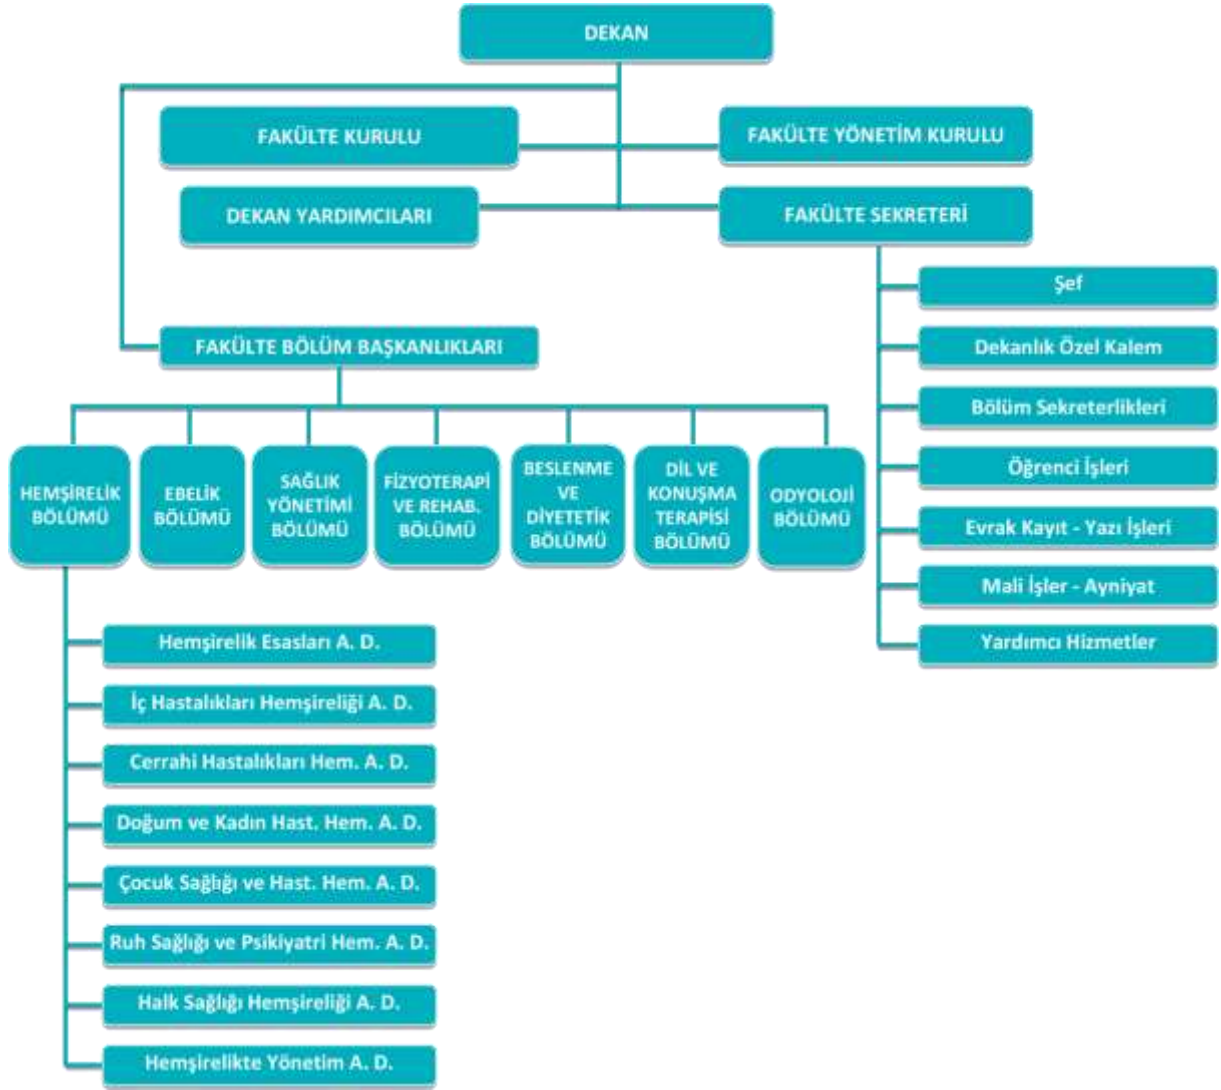 DEKAN
FAKÜLTE KURULU
FAKÜLTE YÖNETİM KURULU
DEKAN YARDIMCILARI
FAKÜLTE SEKRETERİ
Şef
Dekanlık Özel Kalem
Bölüm Sekreterlikleri
Öğrenci İşleri
Evrak Kayıt - Yazı İşleri
Mali İşler - Ayniyat
Yardımcı Hizmetler
FAKÜLTE BÖLÜM BAŞKANLIKLARI
HEMŞİRELİK
BÖLÜMÜ
EBELİK
BÖLÜMÜ
SAĞLIK
YÖNETİMİ
BÖLÜMÜ
FİZYOTERAPİ
VE REHAB.
BÖLÜMÜ
BESLENME
VE
DİYETETİK
BÖLÜMÜ
DİL VE
KONUŞMA
TERAPİSİ
BÖLÜMÜ
ODYOLOJİ
BÖLÜMÜ
Hemşirelik Esasları A. D.
İç Hastalıkları Hemşireliği A. D.
Cerrahi Hastalıkları Hem. A. D.
Doğum ve Kadın Hast. Hem. A. D.
Çocuk Sağlığı ve Hast. Hem. A. D.
Ruh Sağlığı ve Psikiyatri Hem. A. D.
Halk Sağlığı Hemşireliği A. D.
Hemşirelikte Yönetim A. D.